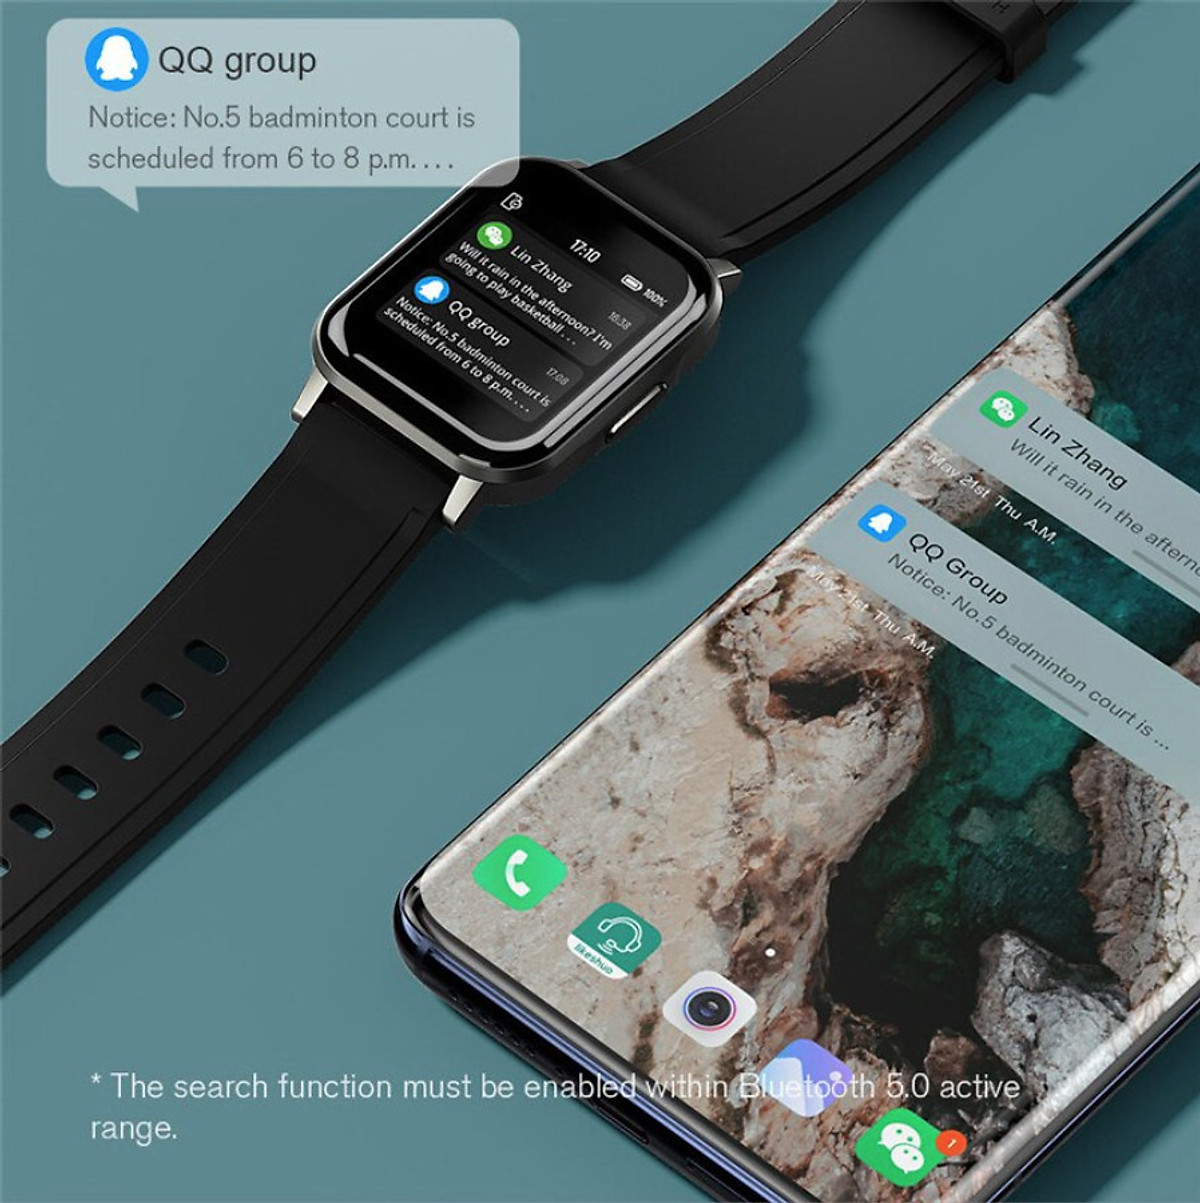 QQ group
Notice: No.5 badminton court is
scheduled from 6 to 8 p.m....
17:10
100%
Lin Zhang
16:38
Will it rain in the afternoon? I'm
going to play basketball ...
QQ group
17:08
Notice: No.5 badminton court is
scheduled from 6 to 8 p.m....
Lin Zhang
Will it rain in the afterno
May 21st Thu A.M.
QQ Group
Notice: No.5 badminton court is ...
May 21st Thu A.M.
likeshuo
1
* The search function must be enabled within Bluetooth 5.0 active
range.